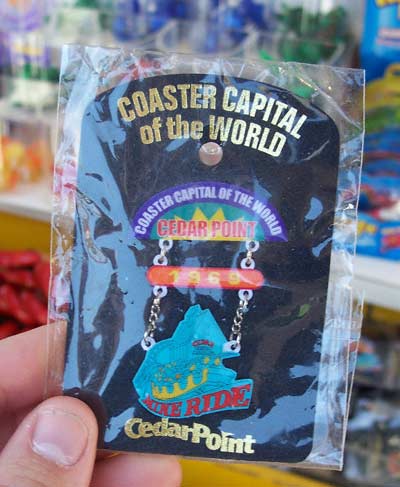 COASTER CAPITAL
of the WORLD
COASTER CAPITAL OF THE WORLD
CEDAR POINT
1969
MINE RIDE
CedarPoint